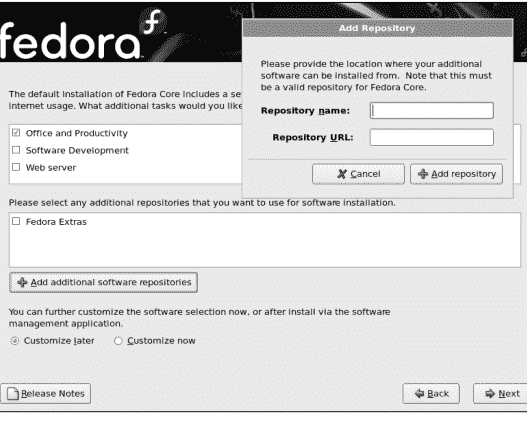 fedora f
Add Repository
Please provide the location where your additional
software can be installed from. Note that this must
be a valid repository for Fedora Core.
Repository name:
Repository URL:
Cancel
Add repository
The default installation of Fedora Core includes a se
internet usage. What additional tasks would you like
Office and Productivity
Software Development
Web server
Please select any additional repositories that you want to use for software installation.
Fedora Extras
Add additional software repositories
You can further customize the software selection now, or after install via the software
management application.
Customize later
Customize now
Release Notes
Back
Next